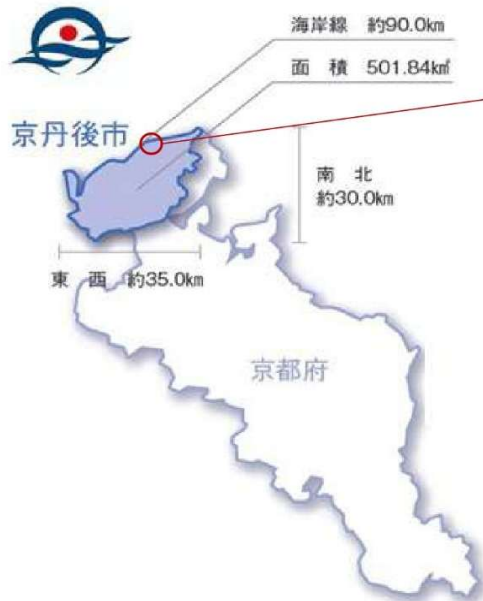 海岸線 約90.0km
面 積 501.84k㎡
京丹後市
南 北
約30.0km
東 西 約35.0km
京都府